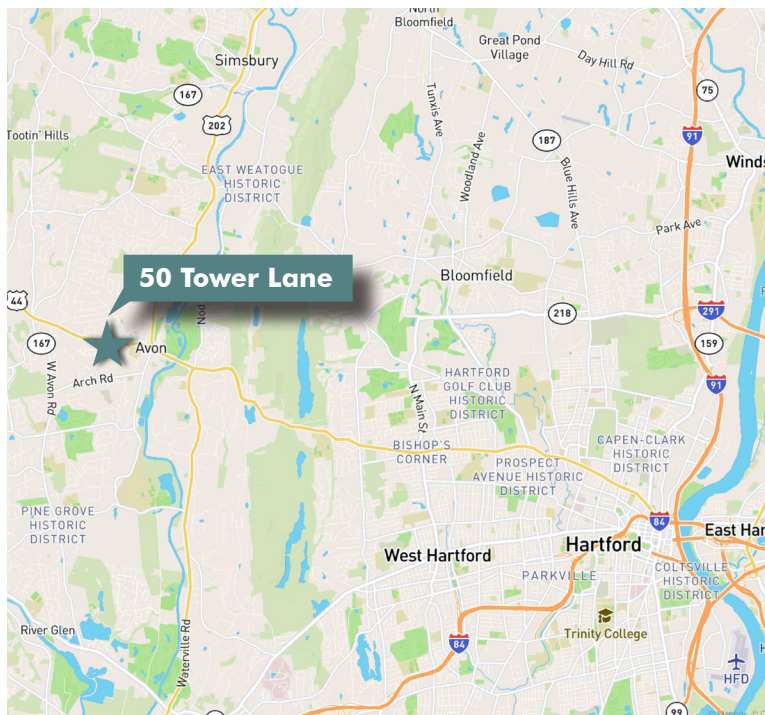 North
Bloomfield
Great Pond
Village
Day Hill Rd
Simsbury
167
75
202
Tunxis Ave
91
Tootin' Hills
187
Woodland Ave
Blue Hills Ave
EAST WEATOGUE
HISTORIC
DISTRICT
Park Ave
50 Tower Lane
Bloomfield
44
Nod
218
291
167
Avon
159
W Avon Rd
Arch Rd
HARTFORD
GOLF CLUB
HISTORIC
DISTRICT
91
N Main St
BISHOP'S
CORNER
CAPEN-CLARK
HISTORIC
DISTRICT
PROSPECT
AVENUE HISTORIC
DISTRICT
PINE GROVE
HISTORIC
DISTRICT
84
East Har
Hartford
West Hartford
PARKVILLE
COLTSVILLE
HISTORIC
DISTRICT
River Glen
Waterville Rd
Trinity College
84
HFD
99